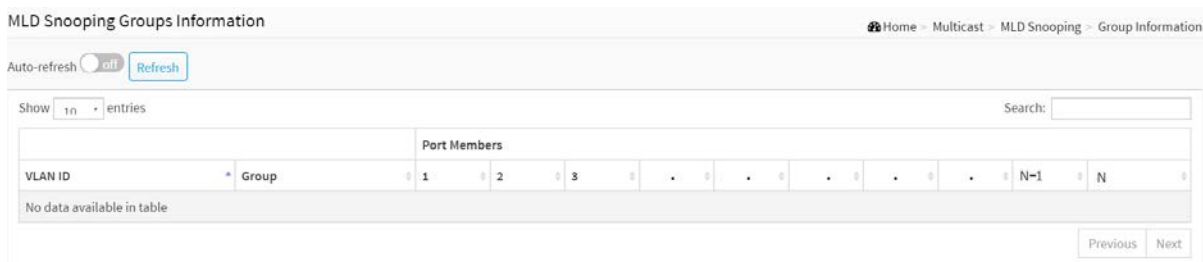 MLD Snooping Groups Information
Home > Multicast > MLD Snooping > Group Information
Auto-refresh off Refresh
Show 10 entries
Search:
Port Members
VLAN ID Group 1 2 3 . . . . . N-1 N
No data available in table
Previous Next